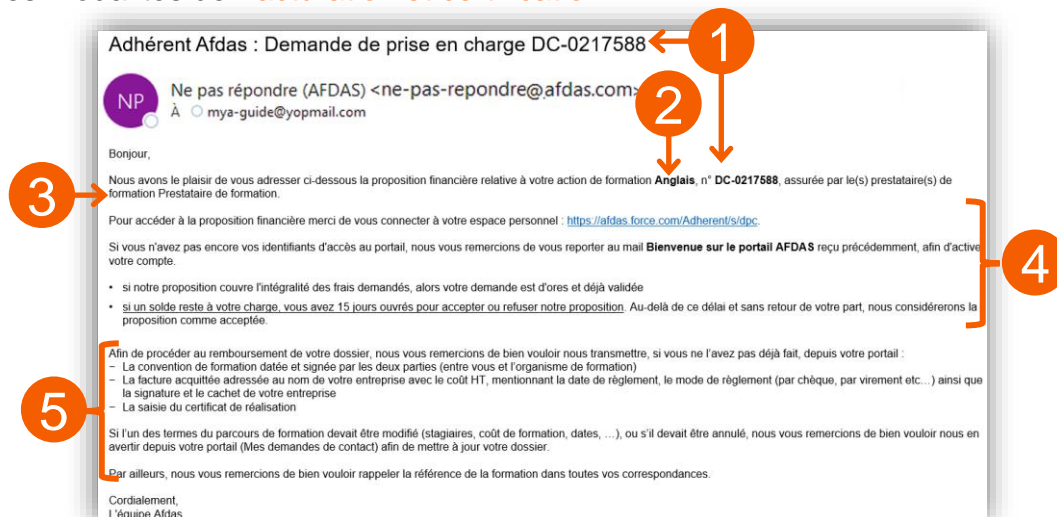 Adhérent Afdas : Demande de prise en charge DC-0217588
1
NP
Ne pas répondre (AFDAS) <ne-pas-repondre@afdas.com>
2
À mya-guide@yopmail.com
Bonjour,
3
Nous avons le plaisir de vous adresser ci-dessous la proposition financière relative à votre action de formation Anglais, n° DC-0217588, assurée par le(s) prestataire(s) de
formation Prestataire de formation.
Pour accéder à la proposition financière merci de vous connecter à votre espace personnel : https://afdas.force.com/Adherent/s/dpc.
4
Si vous n'avez pas encore vos identifiants d'accès au portail, nous vous remercions de vous reporter au mail Bienvenue sur le portail AFDAS reçu précédemment, afin d'active
votre compte.
• si notre proposition couvre l'intégralité des frais demandés, alors votre demande est d'ores et déjà validée
• si un solde reste à votre charge, vous avez 15 jours ouvrés pour accepter ou refuser notre proposition. Au-delà de ce délai et sans retour de votre part, nous considérerons la
proposition comme acceptée.
5
Afin de procéder au remboursement de votre dossier, nous vous remercions de bien vouloir nous transmettre, si vous ne l'avez pas déjà fait, depuis votre portail :
− La convention de formation datée et signée par les deux parties (entre vous et l'organisme de formation)
− La facture acquittée adressée au nom de votre entreprise avec le coût HT, mentionnant la date de règlement, le mode de règlement (par chèque, par virement etc…) ainsi que
la signature et le cachet de votre entreprise
− La saisie du certificat de réalisation
Si l'un des termes du parcours de formation devait être modifié (stagiaires, coût de formation, dates, …), ou s'il devait être annulé, nous vous remercions de bien vouloir nous en
avertir depuis votre portail (Mes demandes de contact) afin de mettre à jour votre dossier.
Par ailleurs, nous vous remercions de bien vouloir rappeler la référence de la formation dans toutes vos correspondances.
Cordialement,
L'équipe Afdas